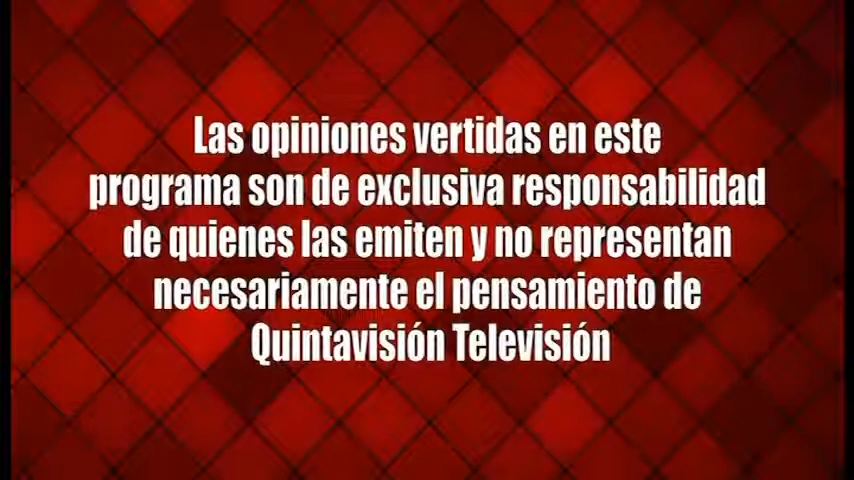 Las opiniones vertidas en este
programa son de exclusiva responsabilidad
de quienes las emiten y no representan
necesariamente el pensamiento de
Quintavisión Televisión